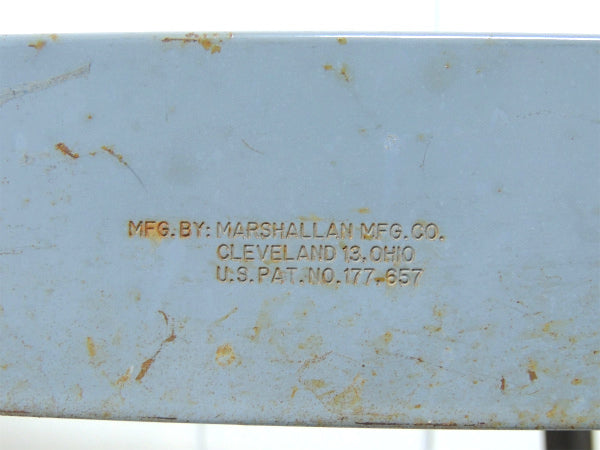 MFG. BY: MARSHALLAN MFG. CO.
CLEVELAND 13, OHIO
U.S. PAT. NO. 177,657